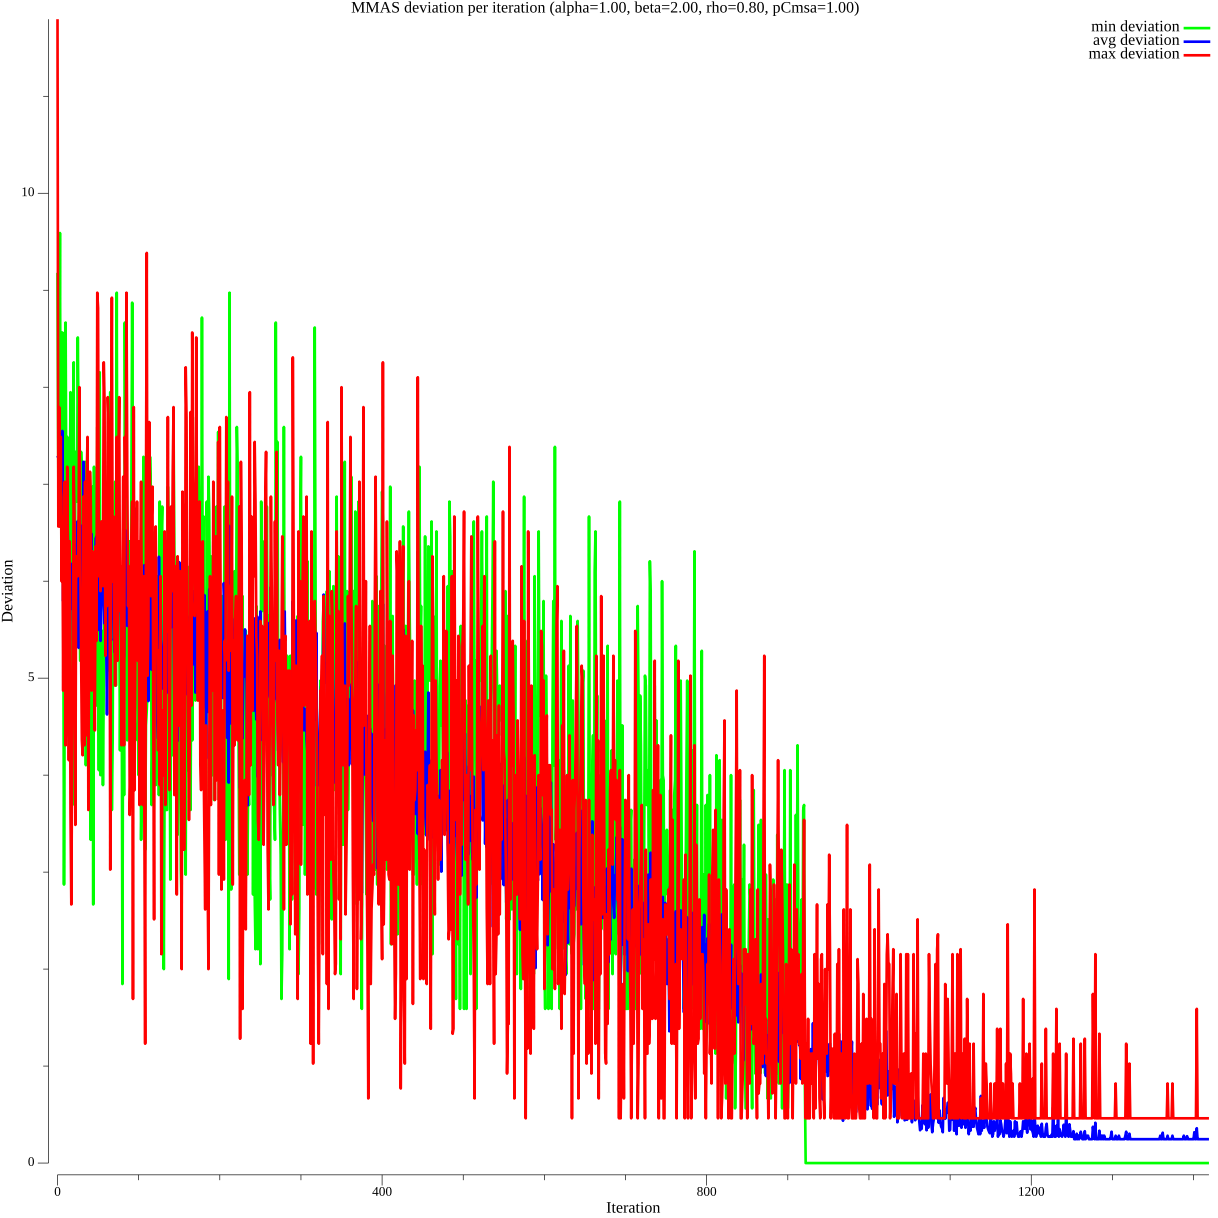 MMAS deviation per iteration (alpha=1.00, beta=2.00, rho=0.80, pCmsa=1.00)
min deviation
avg deviation
max deviation
10
5
0
Deviation
0 400 800 1200
Iteration